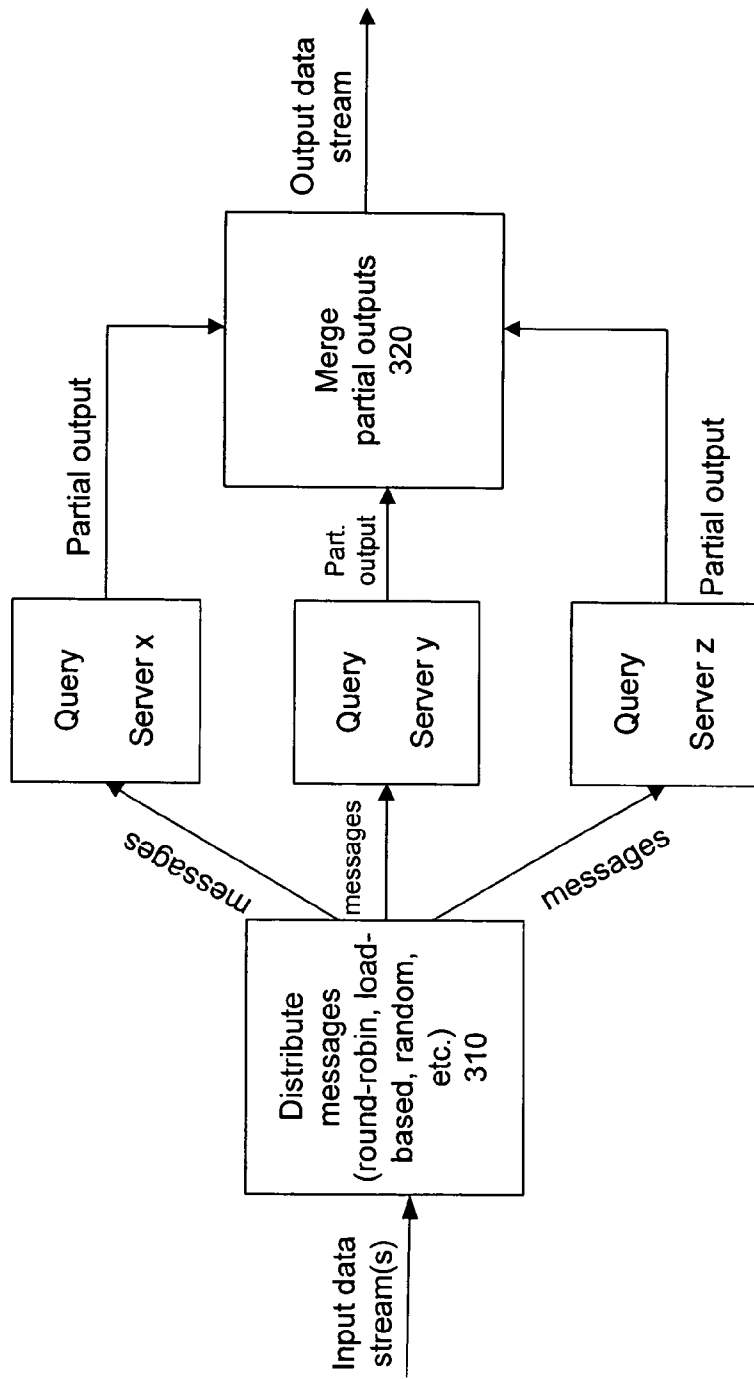 Input data
stream(s)
Distribute
messages
(round-robin, load-
based, random,
etc.)
310
messages
messages
messages
Query
Server x
Query
Server y
Query
Server z
Partial output
Part.
output
Partial output
Merge
partial outputs
320
Output data
stream